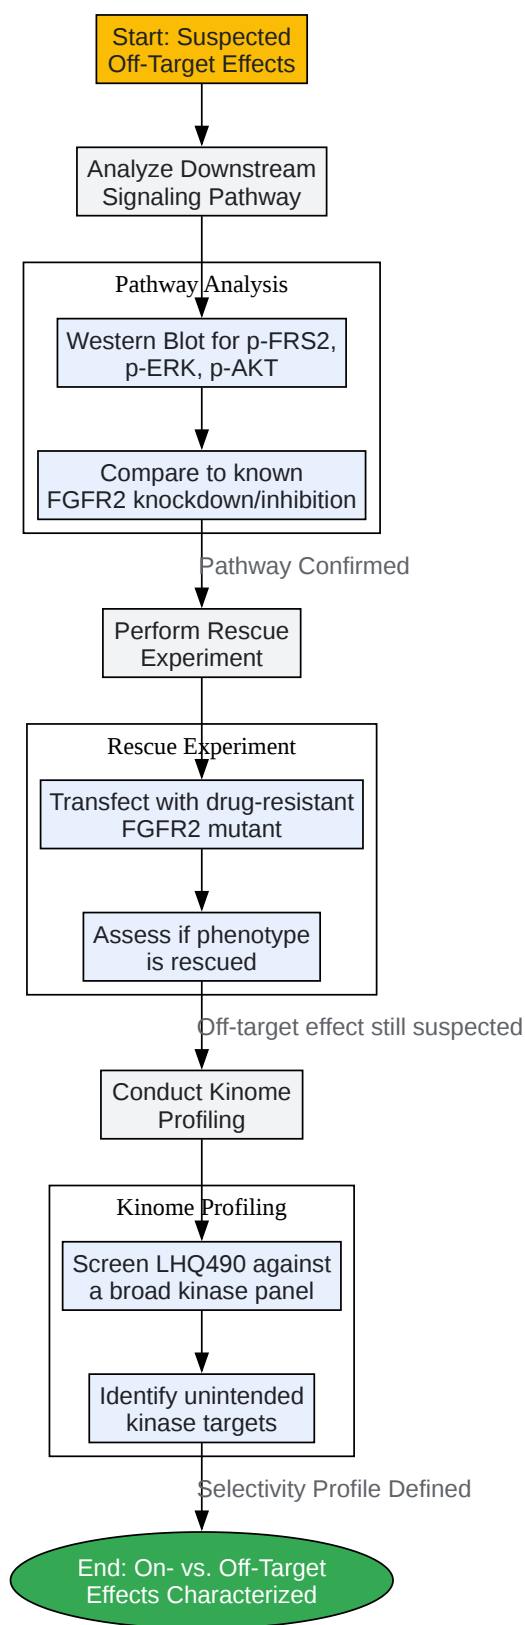 Start: Suspected
Off-Target Effects
Analyze Downstream
Signaling Pathway
Pathway Analysis
Western Blot for p-FRS2,
p-ERK, p-AKT
Compare to known
FGFR2 knockdown/inhibition
Pathway Confirmed
Perform Rescue
Experiment
Rescue Experiment
Transfect with drug-resistant
FGFR2 mutant
Assess if phenotype
is rescued
Off-target effect still suspected
Conduct Kinome
Profiling
Kinome Profiling
Screen LHQ490 against
a broad kinase panel
Identify unintended
kinase targets
Selectivity Profile Defined
End: On- vs. Off-Target
Effects Characterized